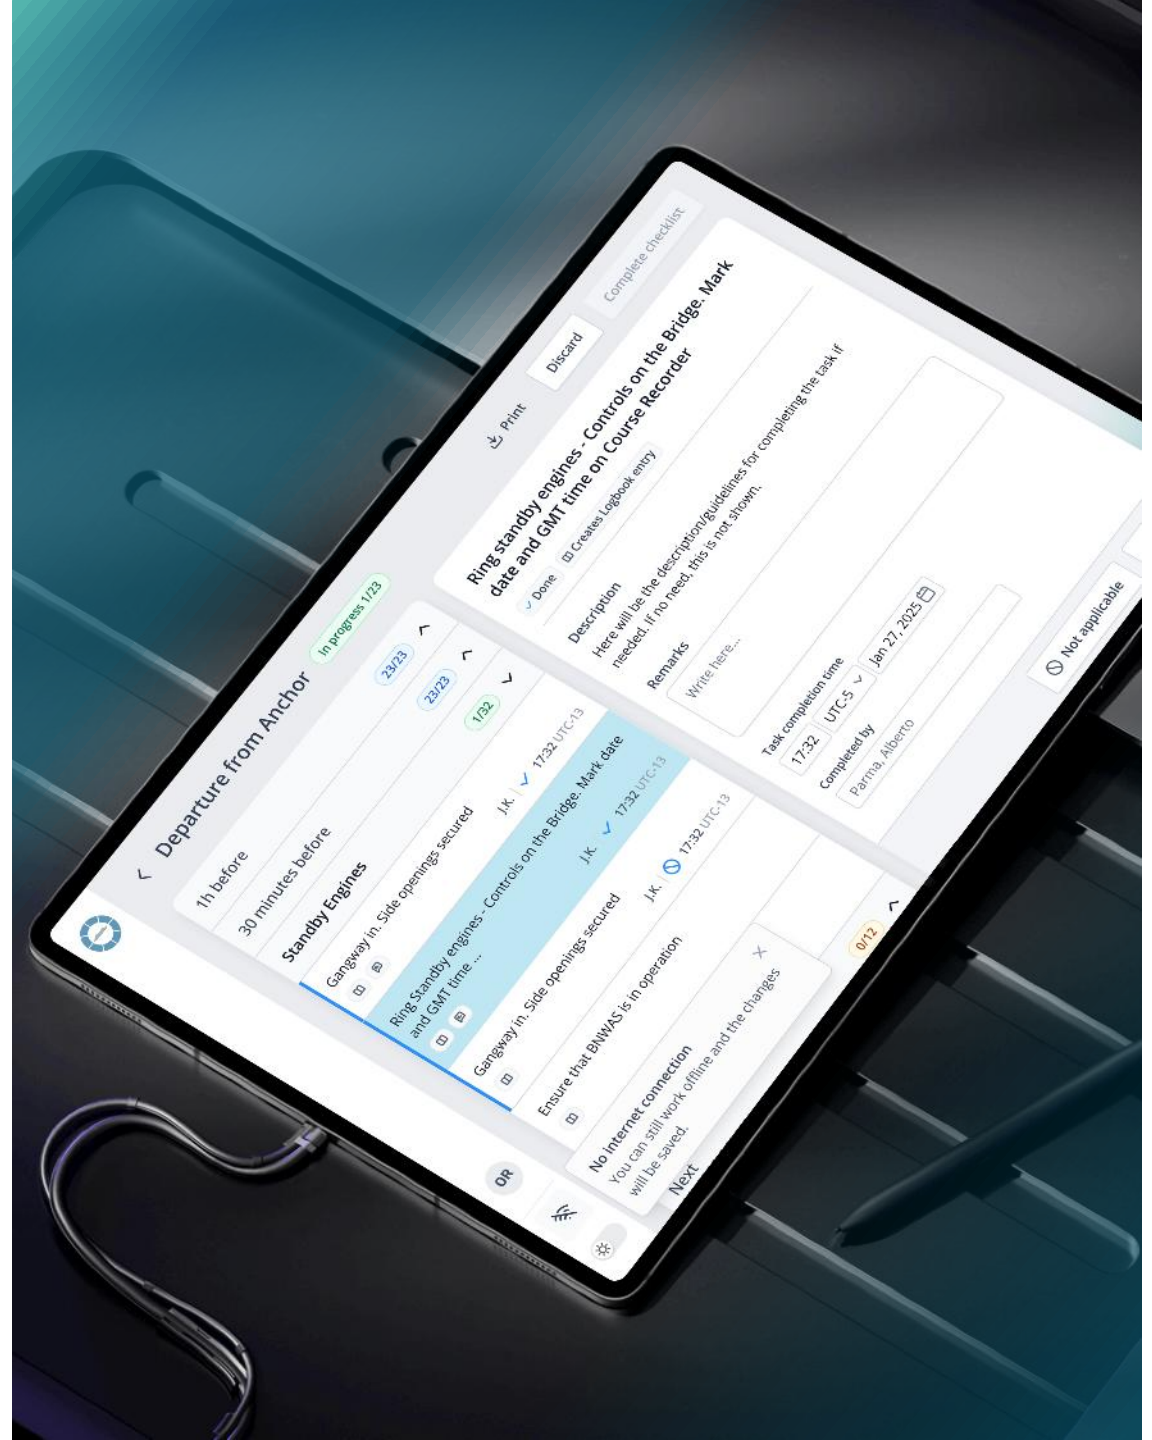 Departure from Anchor
In progress 1/23
Print
Discard
Complete checklist
1h before
23/23
30 minutes before
23/23
Standby Engines
1/32
Gangway in. Side openings secured
J.K.
17:32 UTC-13
Ring Standby engines - Controls on the Bridge. Mark date
and GMT time ...
J.K.
17:32 UTC-13
Gangway in. Side openings secured
J.K.
17:32 UTC-13
Ensure that BNWAS is in operation
No internet connection
You can still work offline and the changes
will be saved.
Next
0/12
OR
Ring standby engines - Controls on the Bridge. Mark
date and GMT time on Course Recorder
Done
Creates Logbook entry
Description
Here will be the description/guidelines for completing the task if
needed. If no need, this is not shown.
Remarks
Write here...
Task completion time
17:32
UTC-5
Jan 27, 2025
Completed by
Parma, Alberto
Not applicable